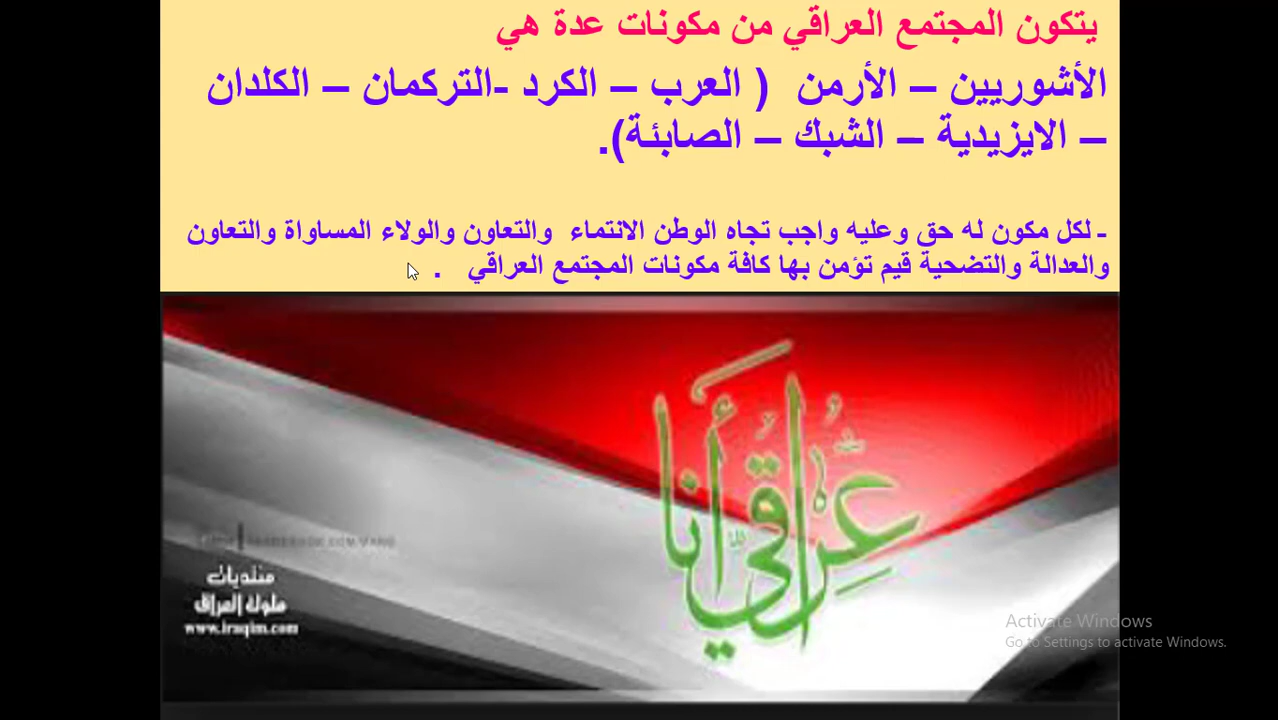 يتكون المجتمع العراقي من مكونات عدة هي
الأشوريين – الأرمن ( العرب – الكرد -التركمان – الكلدان
– الايزيدية – الشبك – الصابئة).
- لكل مكون له حق وعليه واجب تجاه الوطن الانتماء والتعاون والولاء المساواة والتعاون
والعدالة والتضحية قيم تؤمن بها كافة مكونات المجتمع العراقي .
عراقي أنا
منتديات
ملوك العراق
www.iraqim.com
Activate Windows
Go to Settings to activate Windows.